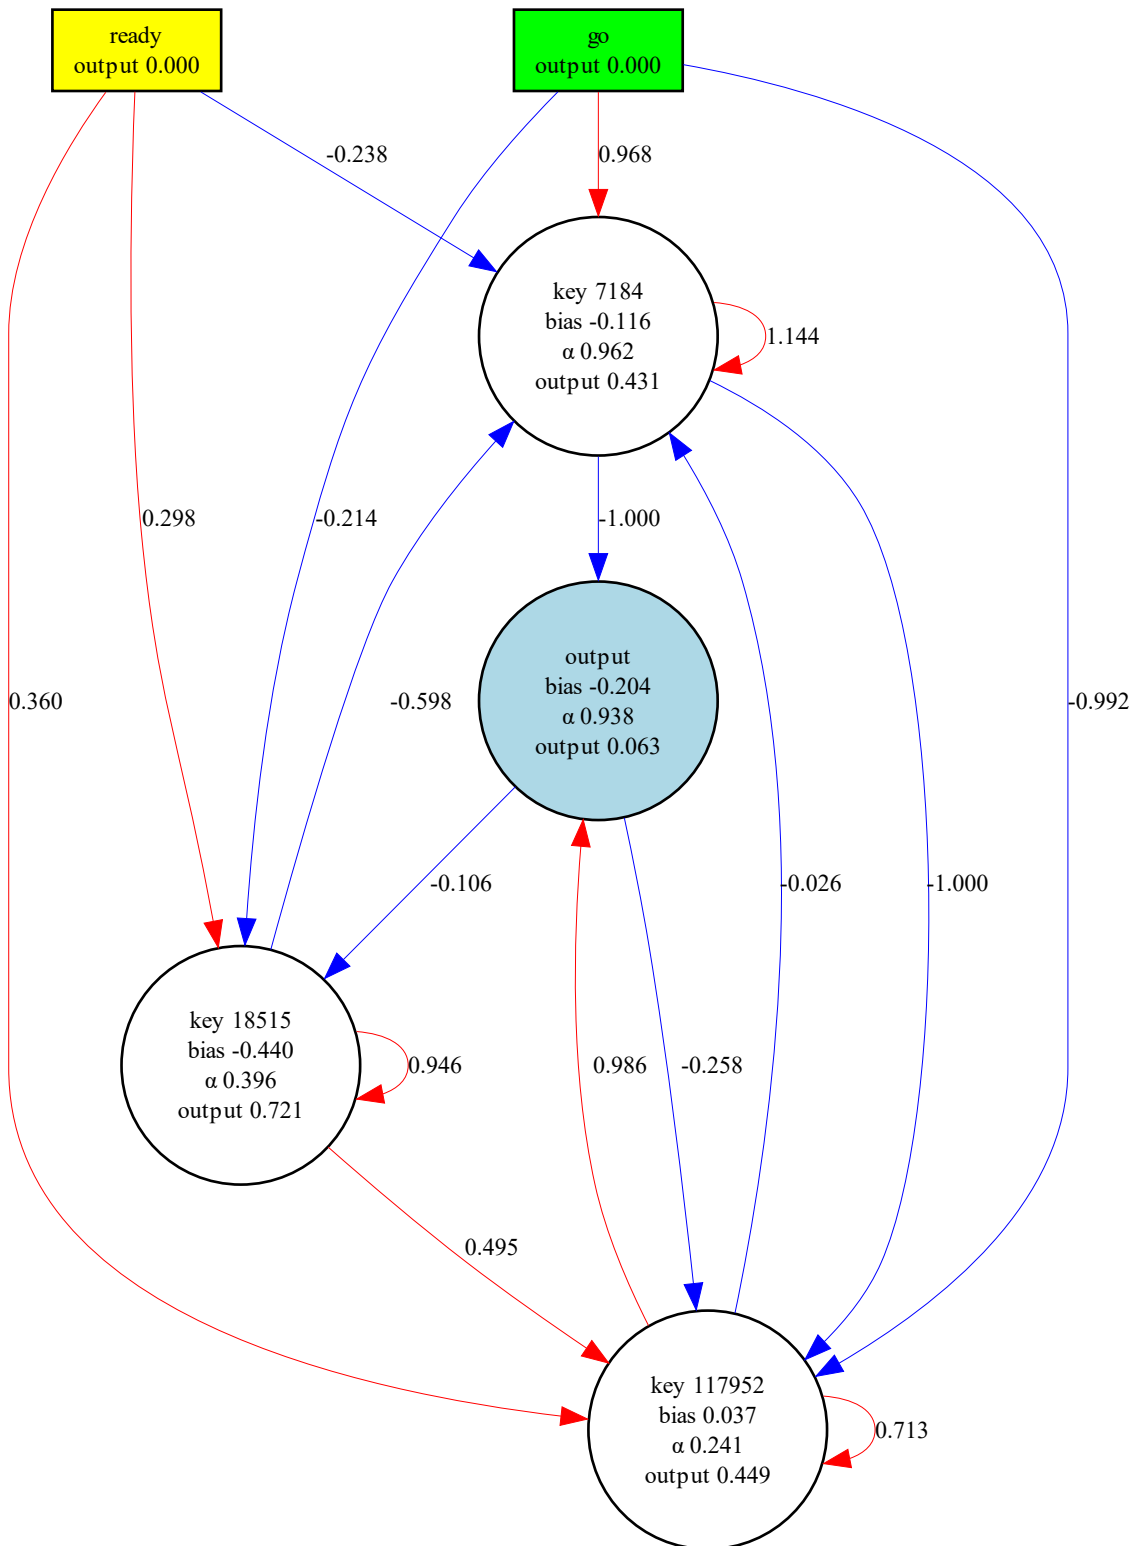 ready
output 0.000
go
output 0.000
-0.238
0.968
key 7184
bias -0.116
α 0.962
output 0.431
1.144
0.298
-0.214
-1.000
output
bias -0.204
α 0.938
output 0.063
0.360
-0.598
-0.992
-0.106
-0.026
-1.000
key 18515
bias -0.440
α 0.396
output 0.721
0.946
0.986
-0.258
0.495
key 117952
bias 0.037
α 0.241
output 0.449
0.713